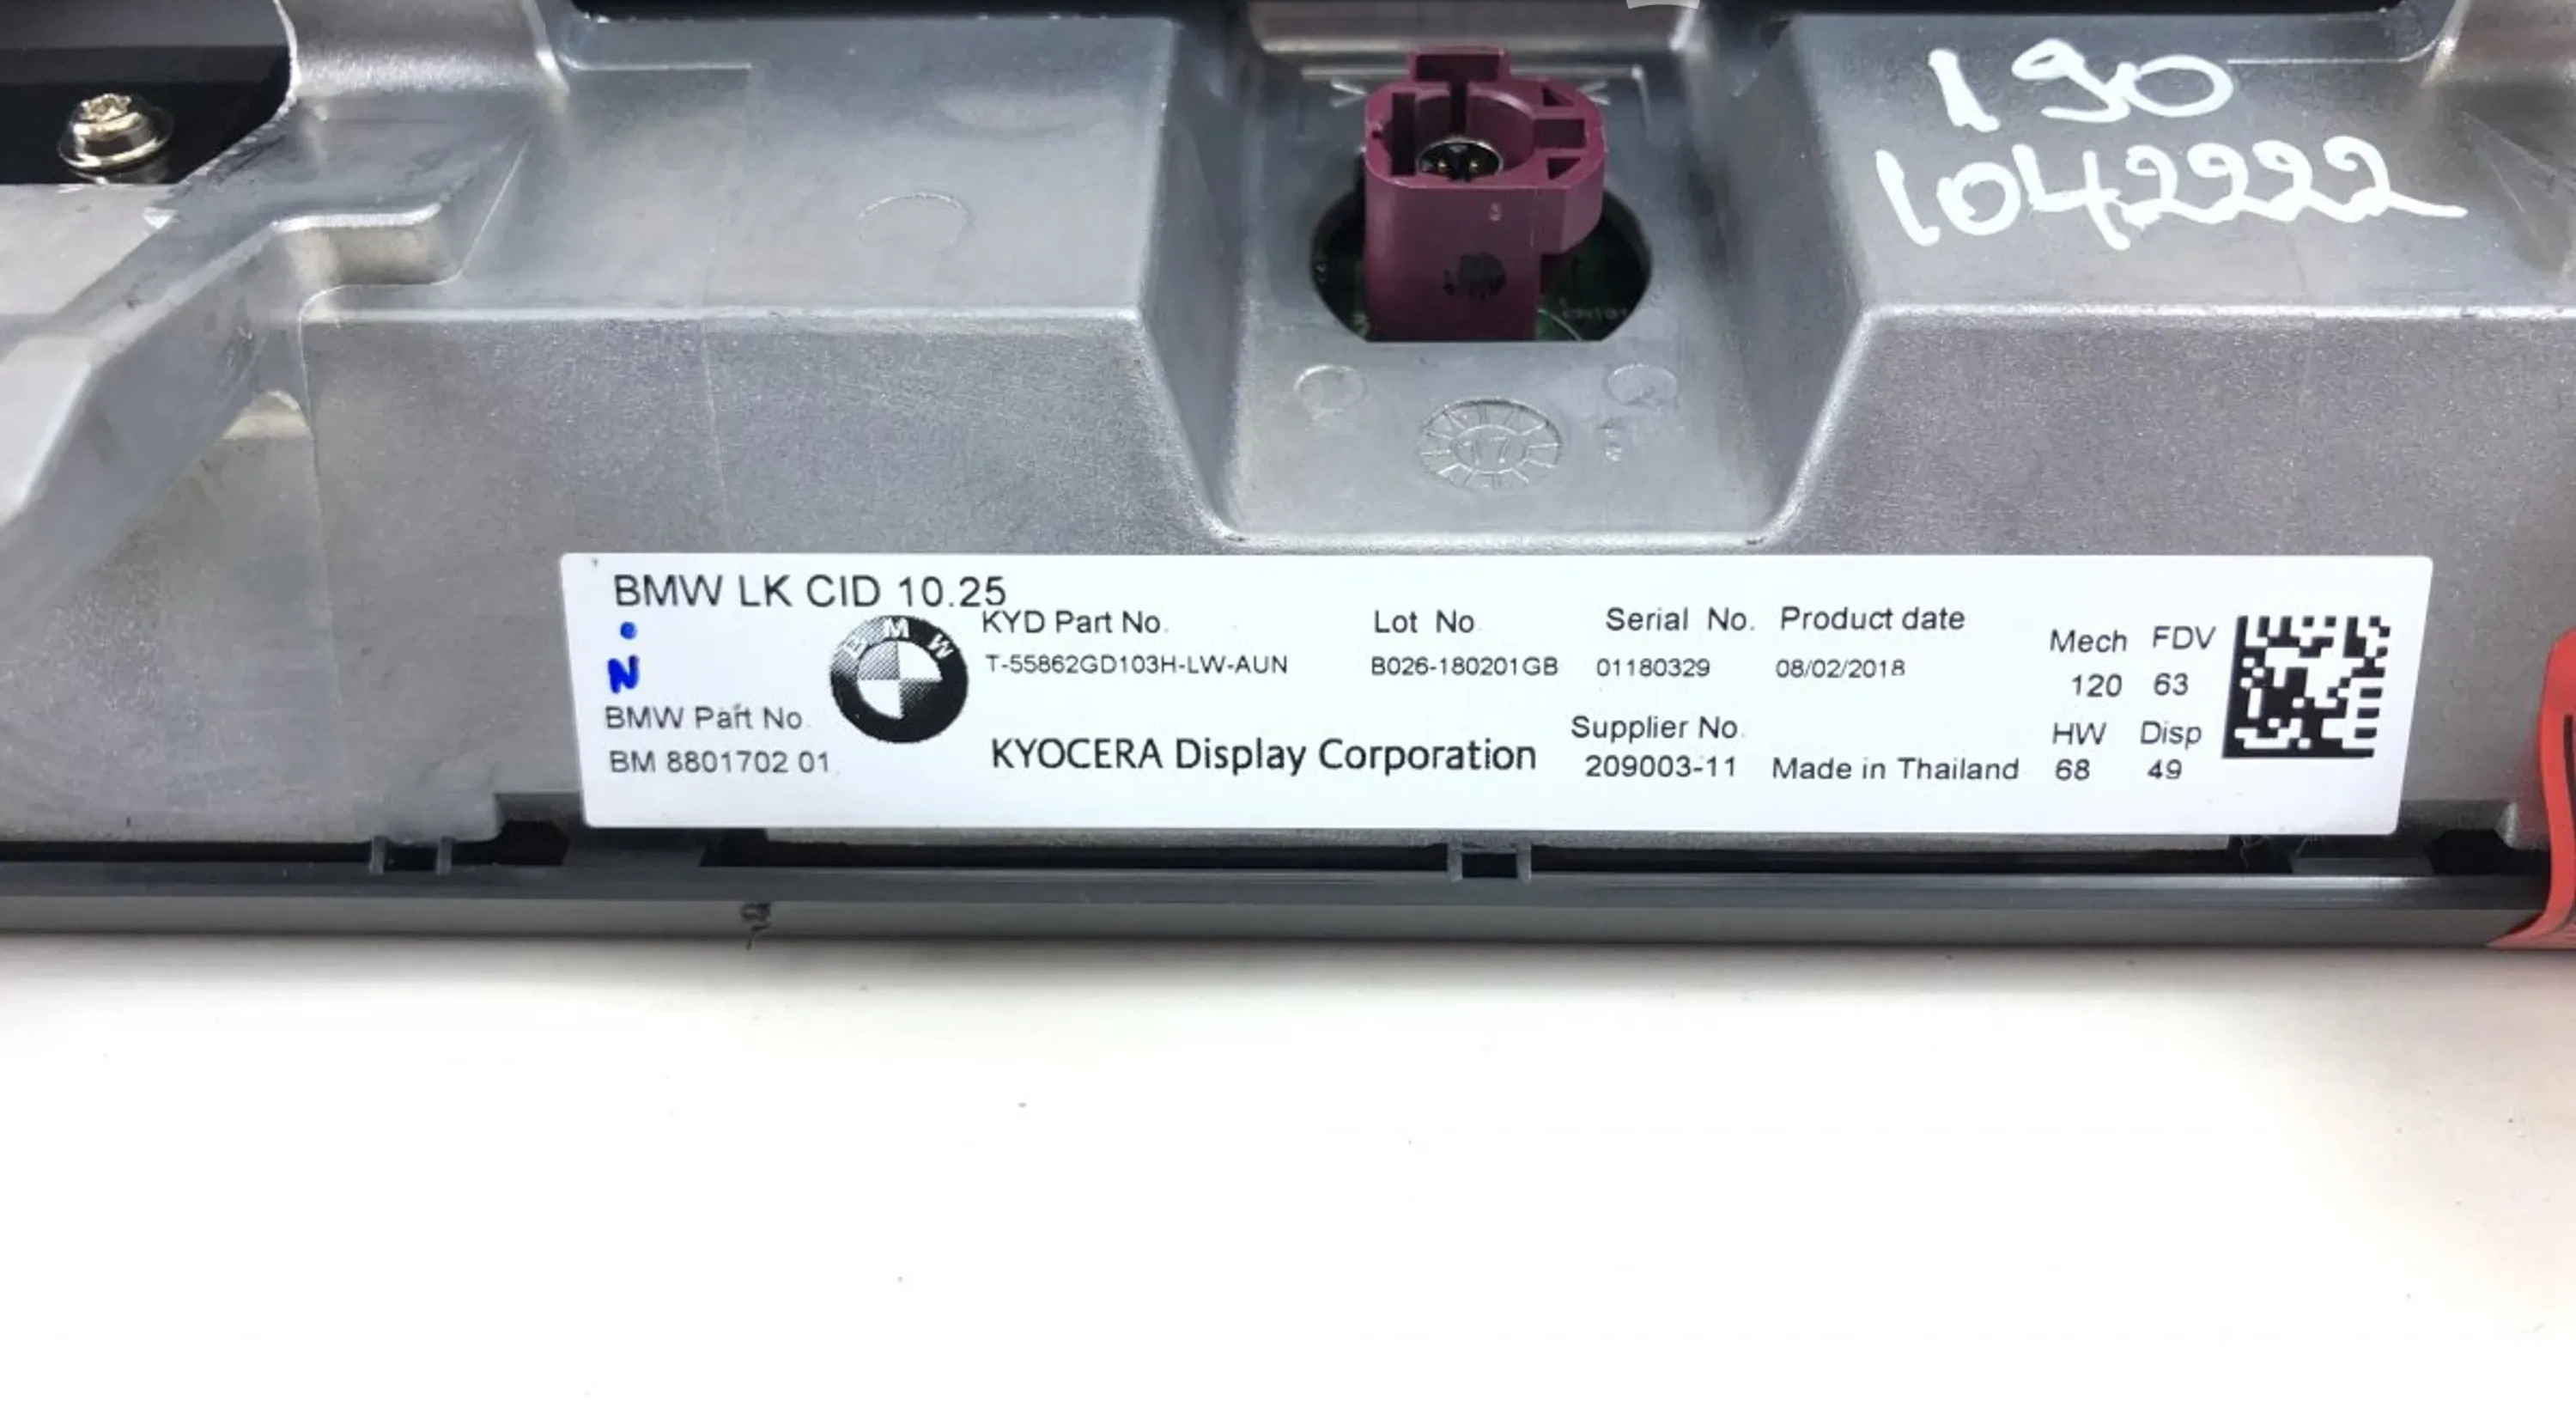 190
1042222
17
BMW LK CID 10.25
N
BMW Part No.
BM 8801702 01
BMW
KYD Part No.
T-55862GD103H-LW-AUN
KYOCERA Display Corporation
Lot No.
B026-180201GB
Serial No.
01180329
Supplier No.
209003-11
Product date
08/02/2018
Made in Thailand
Mech FDV
120 63
HW Disp
68 49